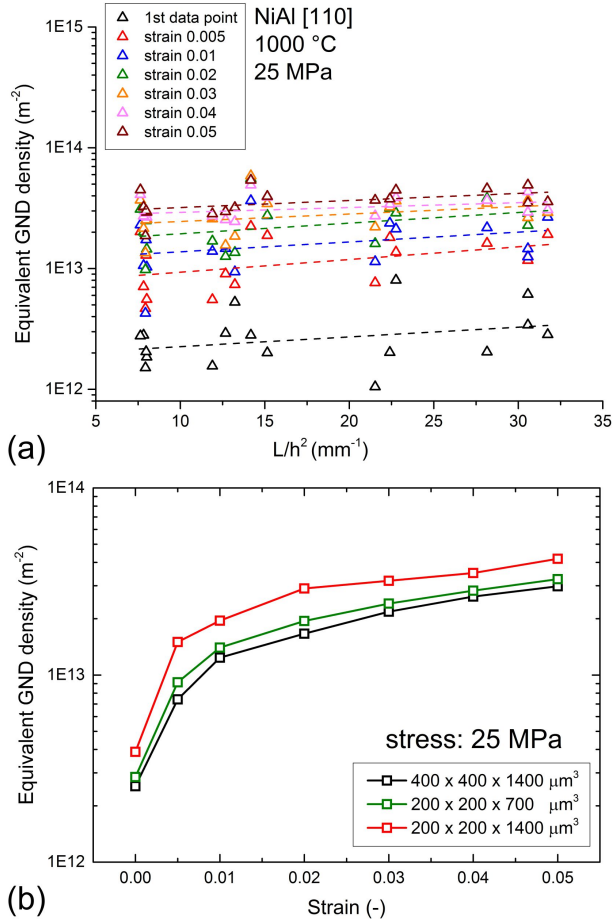 1E15
1E14
1E13
1E12
Equivalent GND density (m-2)
1st data point
strain 0.005
strain 0.01
strain 0.02
strain 0.03
strain 0.04
strain 0.05
NiAl [110]
1000 °C
25 MPa
5 10 15 20 25 30 35
L/h² (mm-1)
(a)
1E14
1E13
1E12
Equivalent GND density (m-2)
stress: 25 MPa
400 x 400 x 1400 μm³
200 x 200 x 700 μm³
200 x 200 x 1400 μm³
0.00 0.01 0.02 0.03 0.04 0.05
Strain (-)
(b)